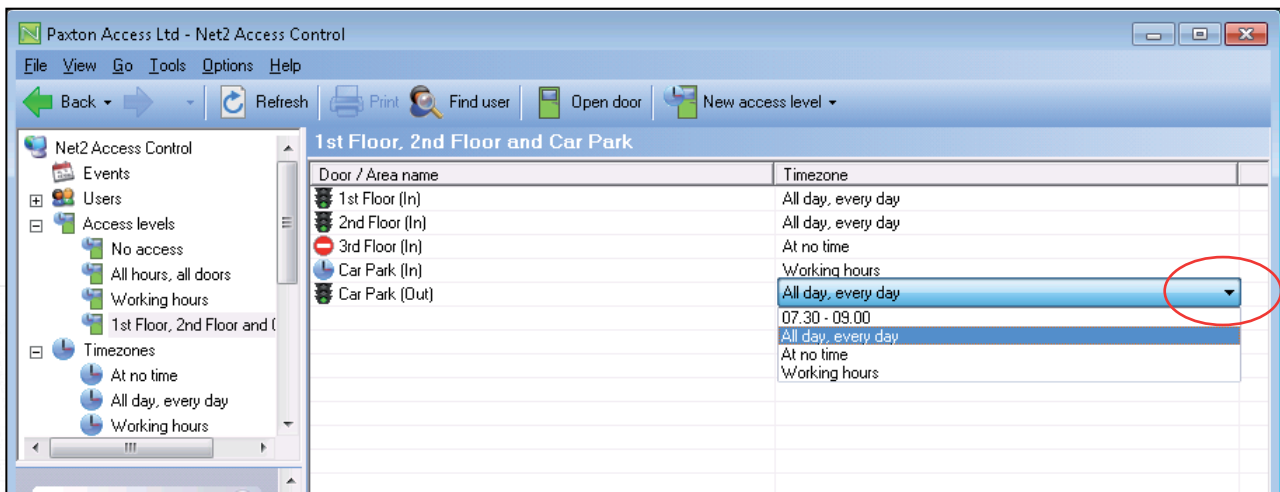 Paxton Access Ltd - Net2 Access Control
File View Go Tools Options Help
Back Refresh Print Find user Open door New access level
Net2 Access Control
Events
Users
Access levels
No access
All hours, all doors
Working hours
1st Floor, 2nd Floor and (
Timezones
At no time
All day, every day
Working hours
1st Floor, 2nd Floor and Car Park
Door / Area name Timezone
1st Floor (In) All day, every day
2nd Floor (In) All day, every day
3rd Floor (In) At no time
Car Park (In) Working hours
Car Park (Out) All day, every day
07.30 - 09.00
All day, every day
At no time
Working hours